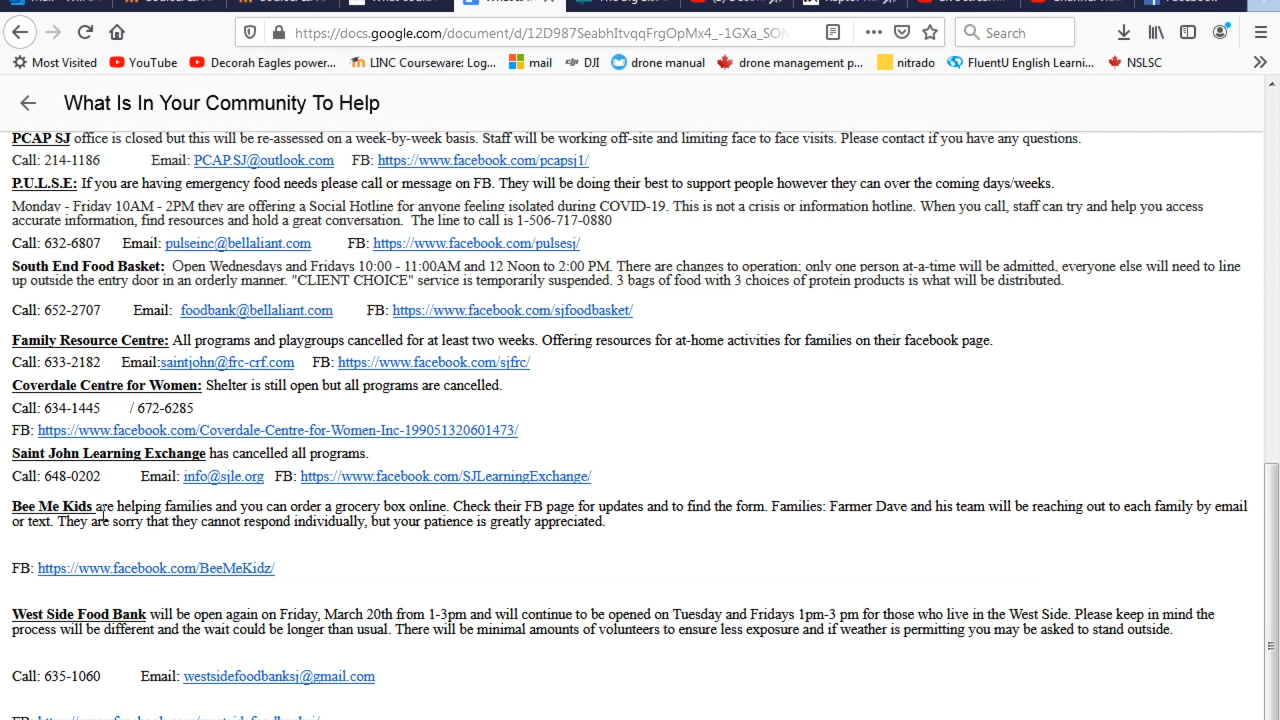 https://docs.google.com/document/d/12D987SeabhItvqqFrgOpMx4_-1GXa_SOM
Search
Most Visited YouTube Decorah Eagles power... LINC Courseware: Log... mail DJI drone manual drone management p... nitrado FluentU English Learni... NSLSC
What Is In Your Community To Help
PCAP SJ office is closed but this will be re-assessed on a week-by-week basis. Staff will be working off-site and limiting face to face visits. Please contact if you have any questions.
Call: 214-1186 Email: PCAP.SJ@outlook.com FB: https://www.facebook.com/pcapsj1/
P.U.L.S.E: If you are having emergency food needs please call or message on FB. They will be doing their best to support people however they can over the coming days/weeks.
Monday - Friday 10AM - 2PM they are offering a Social Hotline for anyone feeling isolated during COVID-19. This is not a crisis or information hotline. When you call, staff can try and help you access
accurate information, find resources and hold a great conversation. The line to call is 1-506-717-0880
Call: 632-6807 Email: pulseinc@bellaliant.com FB: https://www.facebook.com/pulsesj/
South End Food Basket: Open Wednesdays and Fridays 10:00 - 11:00AM and 12 Noon to 2:00 PM. There are changes to operation; only one person at-a-time will be admitted, everyone else will need to line
up outside the entry door in an orderly manner. "CLIENT CHOICE" service is temporarily suspended. 3 bags of food with 3 choices of protein products is what will be distributed.
Call: 652-2707 Email: foodbank@bellaliant.com FB: https://www.facebook.com/sjfoodbasket/
Family Resource Centre: All programs and playgroups cancelled for at least two weeks. Offering resources for at-home activities for families on their facebook page.
Call: 633-2182 Email:saintjohn@frc-crf.com FB: https://www.facebook.com/sjfrc/
Coverdale Centre for Women: Shelter is still open but all programs are cancelled.
Call: 634-1445 / 672-6285
FB: https://www.facebook.com/Coverdale-Centre-for-Women-Inc-199051320601473/
Saint John Learning Exchange has cancelled all programs.
Call: 648-0202 Email: info@sjle.org FB: https://www.facebook.com/SJLearningExchange/
Bee Me Kids are helping families and you can order a grocery box online. Check their FB page for updates and to find the form. Families: Farmer Dave and his team will be reaching out to each family by email
or text. They are sorry that they cannot respond individually, but your patience is greatly appreciated.
FB: https://www.facebook.com/BeeMeKidz/
West Side Food Bank will be open again on Friday, March 20th from 1-3pm and will continue to be opened on Tuesday and Fridays 1pm-3 pm for those who live in the West Side. Please keep in mind the
process will be different and the wait could be longer than usual. There will be minimal amounts of volunteers to ensure less exposure and if weather is permitting you may be asked to stand outside.
Call: 635-1060 Email: westsidefoodbanksj@gmail.com